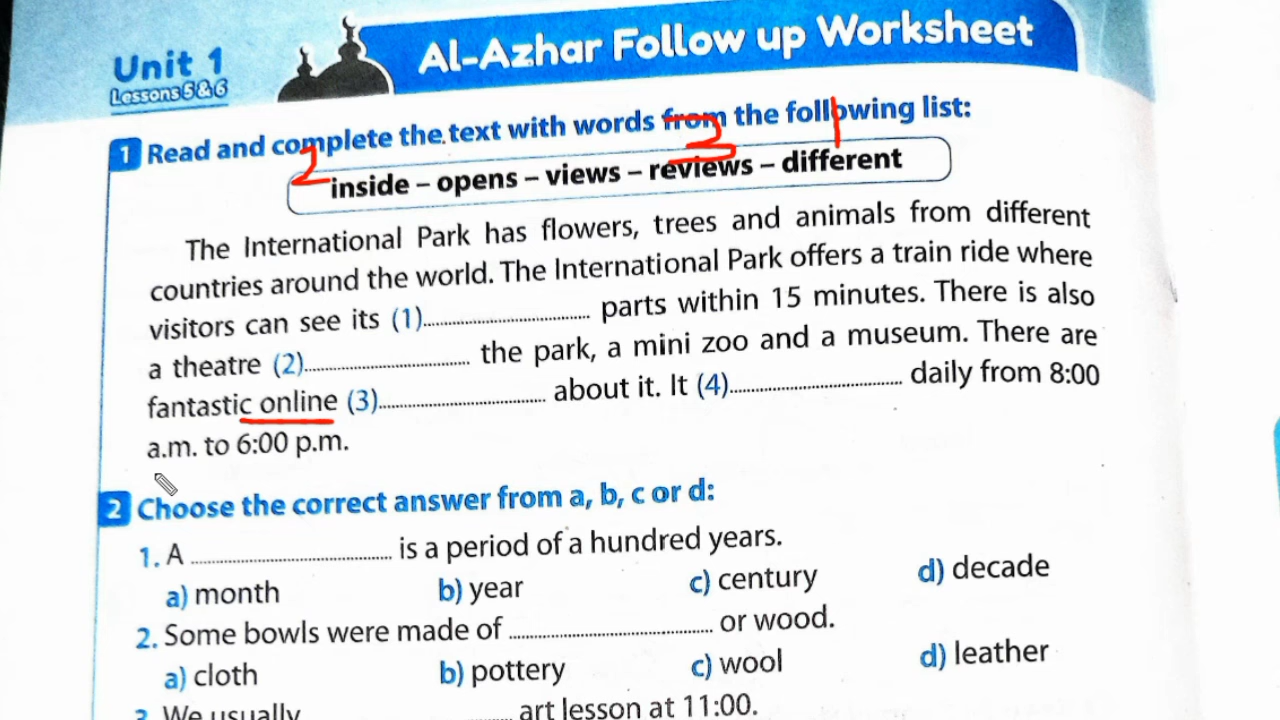 Unit 1
Lessons 5 & 6
Al-Azhar Follow up Worksheet
1 Read and complete the text with words from the following list:
2 3 1
inside – opens – views – reviews – different
The International Park has flowers, trees and animals from different
countries around the world. The International Park offers a train ride where
visitors can see its (1).................... parts within 15 minutes. There is also
a theatre (2).................... the park, a mini zoo and a museum. There are
fantastic online (3).................... about it. It (4).................... daily from 8:00
a.m. to 6:00 p.m.
2 Choose the correct answer from a, b, c or d:
1. A .................... is a period of a hundred years.
a) month b) year c) century d) decade
2. Some bowls were made of .................... or wood.
a) cloth b) pottery c) wool d) leather
3. We usually .................... art lesson at 11:00.